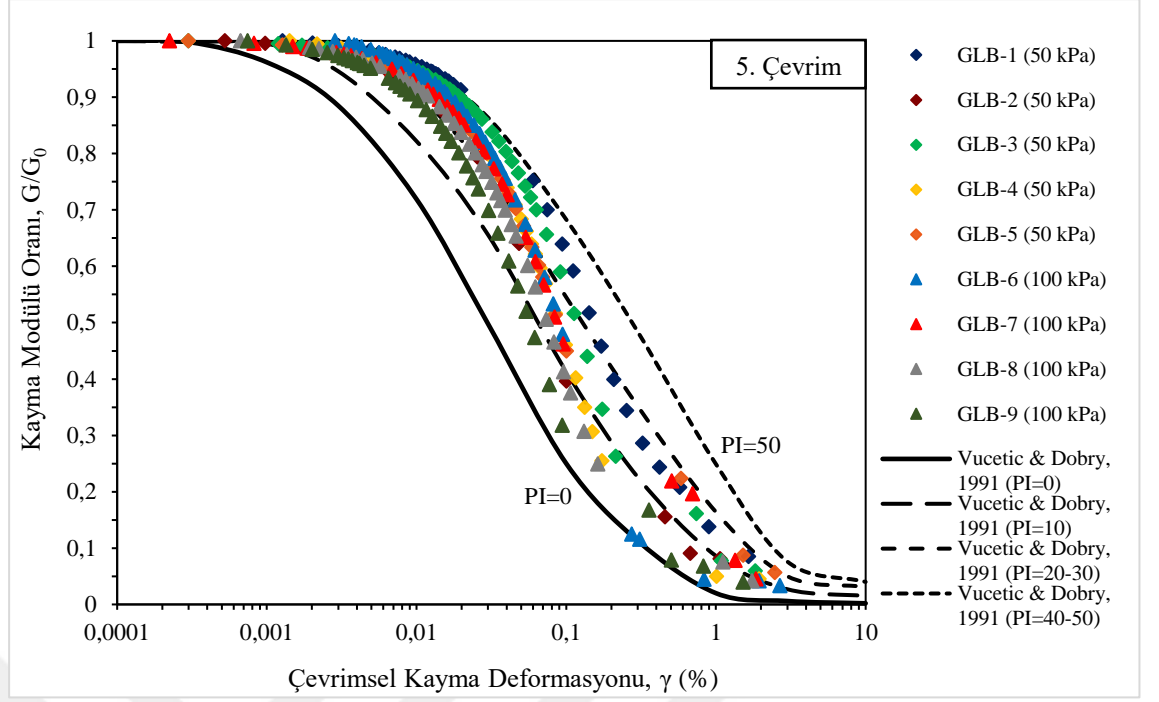 5. Çevrim
Kayma Modülü Oranı, G/G₀
1
0,9
0,8
0,7
0,6
0,5
0,4
0,3
0,2
0,1
0
0,0001
0,001
0,01
0,1
1
10
Çevrimsel Kayma Deformasyonu, γ (%)
PI=0
PI=50
GLB-1 (50 kPa)
GLB-2 (50 kPa)
GLB-3 (50 kPa)
GLB-4 (50 kPa)
GLB-5 (50 kPa)
GLB-6 (100 kPa)
GLB-7 (100 kPa)
GLB-8 (100 kPa)
GLB-9 (100 kPa)
Vucetic & Dobry,
1991 (PI=0)
Vucetic & Dobry,
1991 (PI=10)
Vucetic & Dobry,
1991 (PI=20-30)
Vucetic & Dobry,
1991 (PI=40-50)